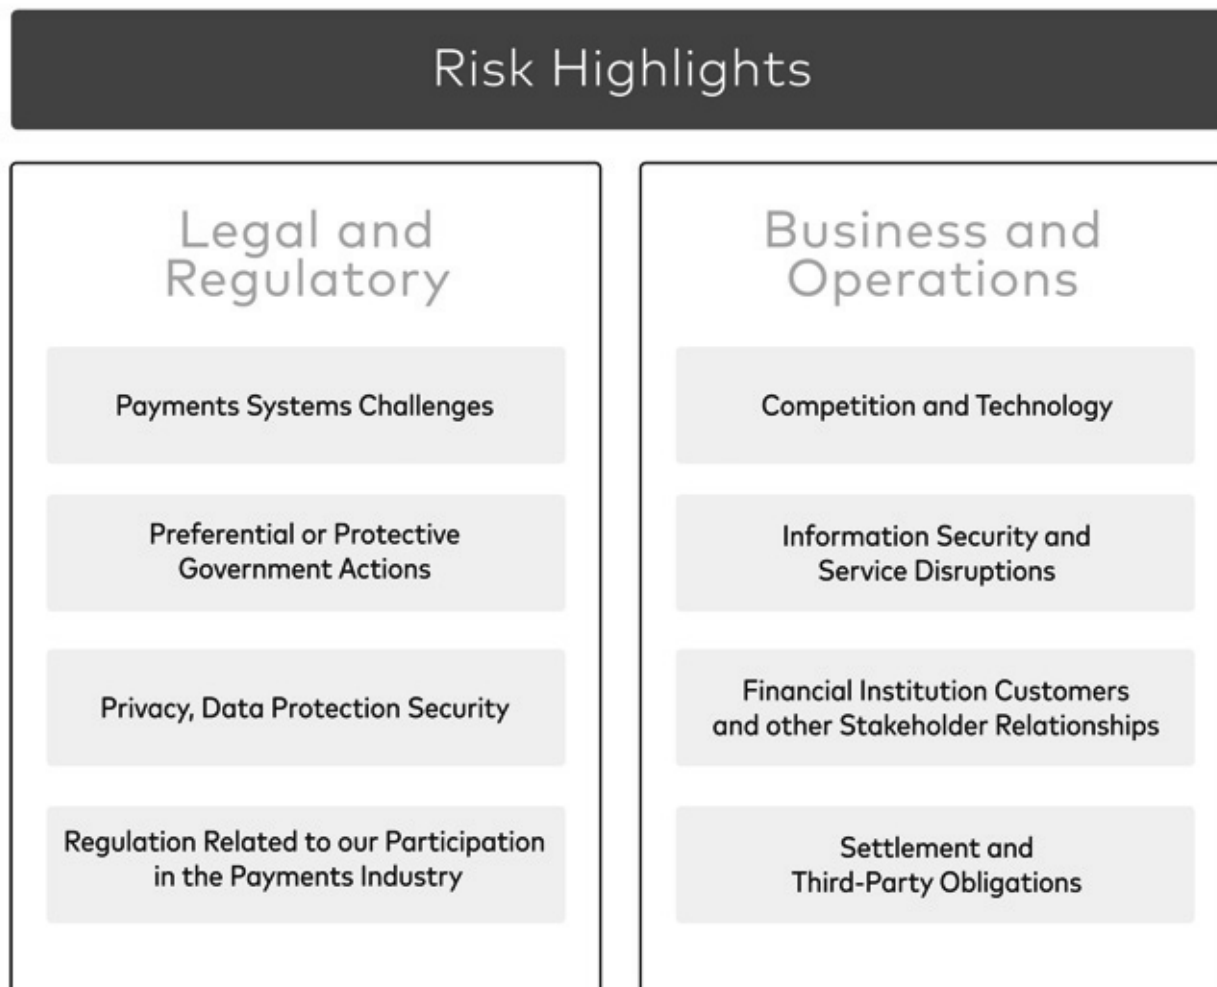 Risk Highlights
Legal and
Regulatory
Payments Systems Challenges
Preferential or Protective
Government Actions
Privacy, Data Protection Security
Regulation Related to our Participation
in the Payments Industry
Business and
Operations
Competition and Technology
Information Security and
Service Disruptions
Financial Institution Customers
and other Stakeholder Relationships
Settlement and
Third-Party Obligations